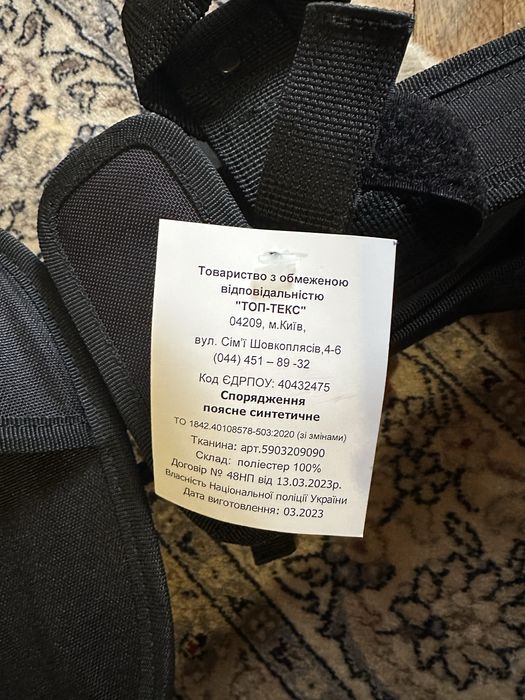 Товариство з обмеженою
відповідальністю
"ТОП-ТЕКС"
04209, м.Київ,
вул. Сім'ї Шовкоплясів,4-6
(044) 451 – 89 -32
Код ЄДРПОУ: 40432475
Спорядження
поясне синтетичне
ТО 1842.40108578-503:2020 (зі змінами)
Тканина: арт.5903209090
Склад: поліестер 100%
Договір № 48НП від 13.03.2023р.
Власність Національної поліції України
Дата виготовлення: 03.2023